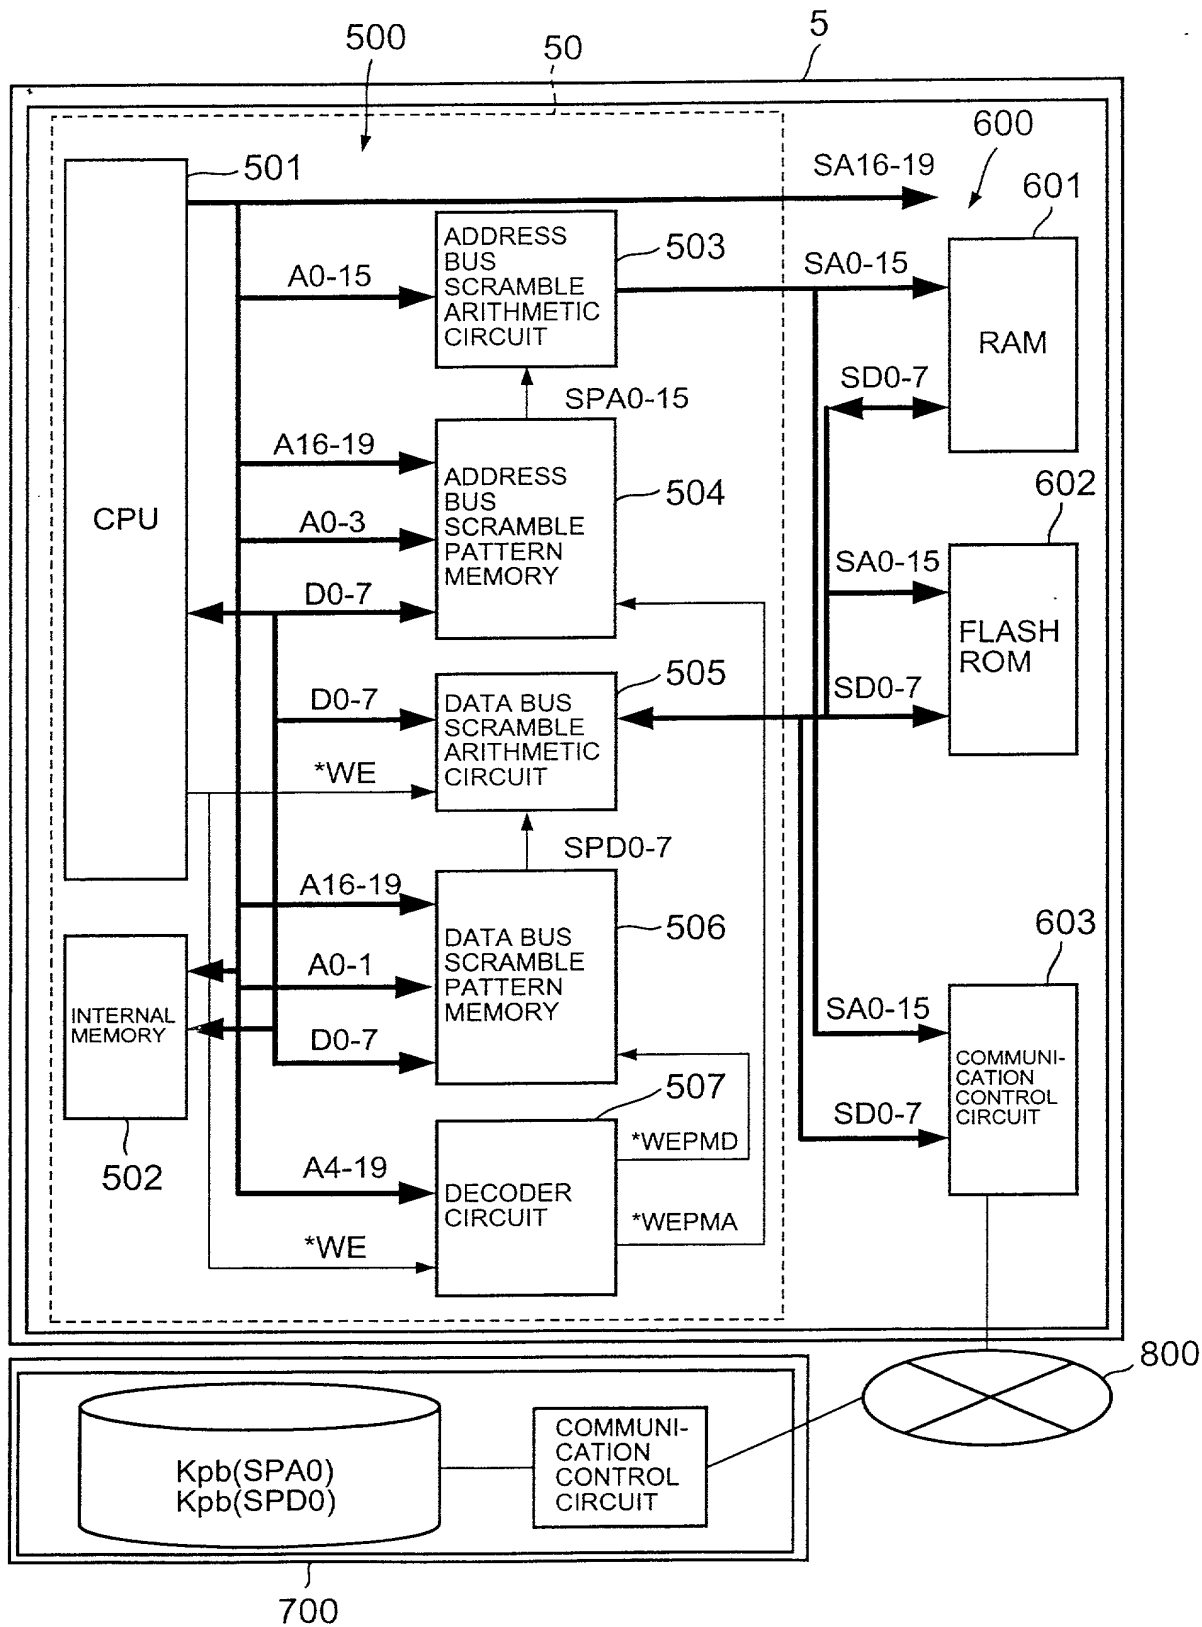 500
50
5
501
SA16-19
600
601
ADDRESS
BUS
SCRAMBLE
ARITHMETIC
CIRCUIT
503
A0-15
SA0-15
RAM
SPA0-15
SD0-7
CPU
A16-19
ADDRESS
BUS
SCRAMBLE
PATTERN
MEMORY
504
A0-3
D0-7
602
SA0-15
FLASH
ROM
SD0-7
505
D0-7
DATA BUS
SCRAMBLE
ARITHMETIC
CIRCUIT
*WE
SPD0-7
A16-19
DATA BUS
SCRAMBLE
PATTERN
MEMORY
506
A0-1
D0-7
603
INTERNAL
MEMORY
502
SA0-15
COMMUNI-
CATION
CONTROL
CIRCUIT
SD0-7
507
*WEPMD
A4-19
DECODER
CIRCUIT
*WEPMA
*WE
800
Kpb(SPA0)
Kpb(SPD0)
COMMUNI-
CATION
CONTROL
CIRCUIT
700